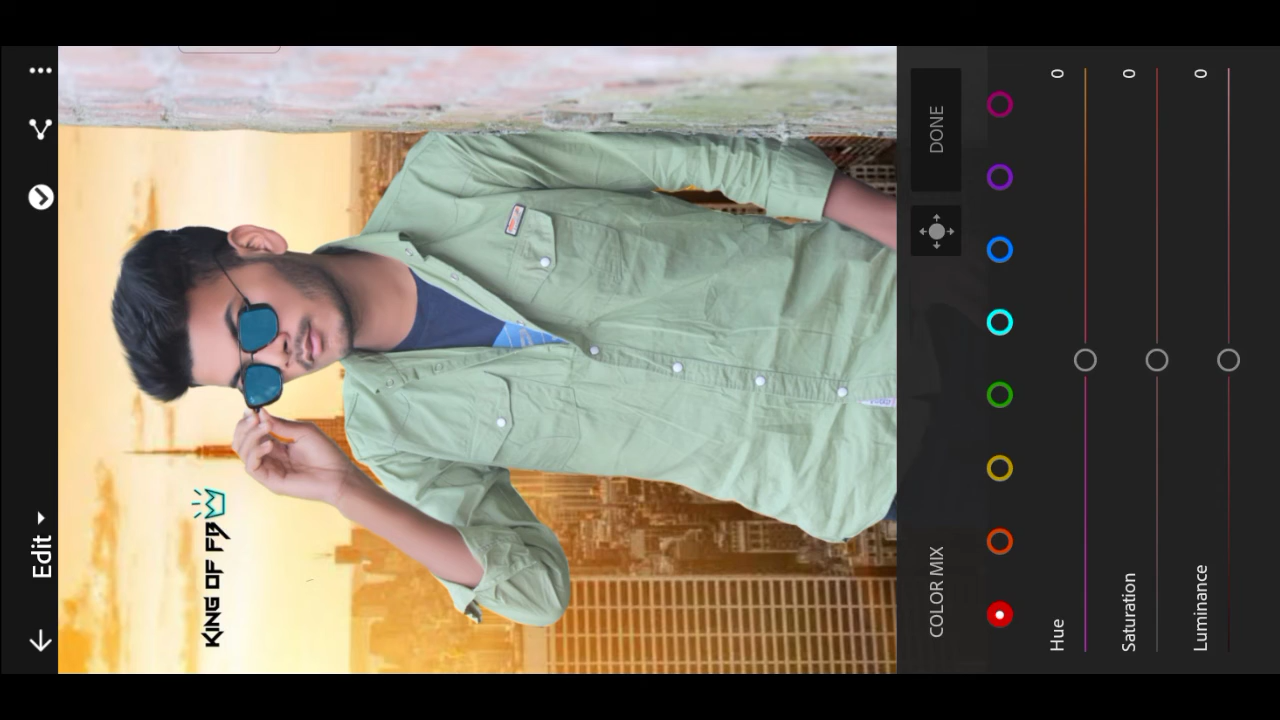 Edit
KING OF FB
COLOR MIX
DONE
Hue 0
Saturation 0
Luminance 0